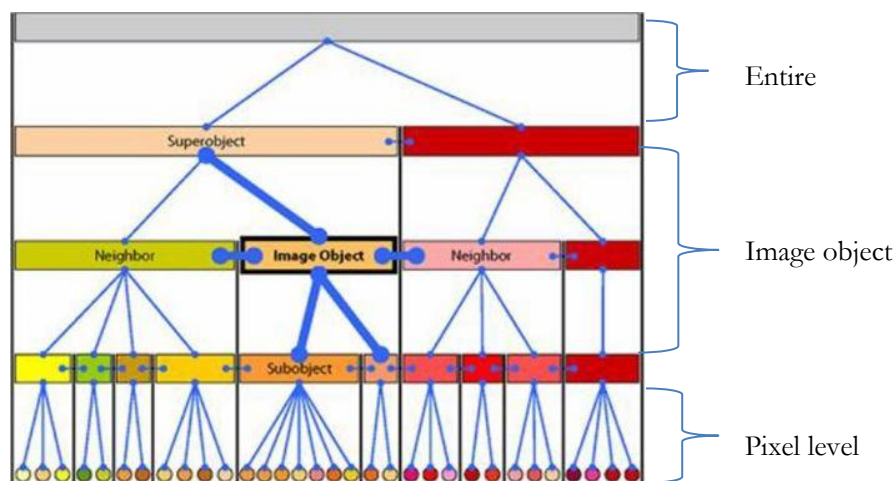 Entire
Superobject
Neighbor
Image Object
Neighbor
Image object
Subobject
Pixel level